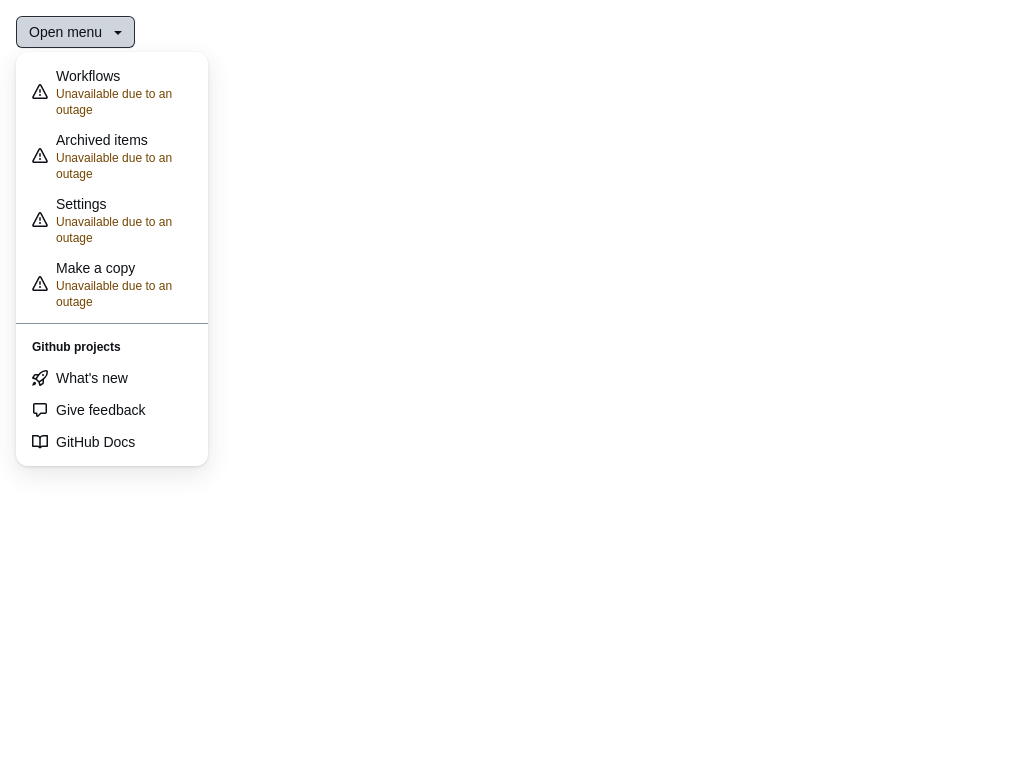 Open menu
Workflows
Unavailable due to an
outage
Archived items
Unavailable due to an
outage
Settings
Unavailable due to an
outage
Make a copy
Unavailable due to an
outage
Github projects
What's new
Give feedback
GitHub Docs